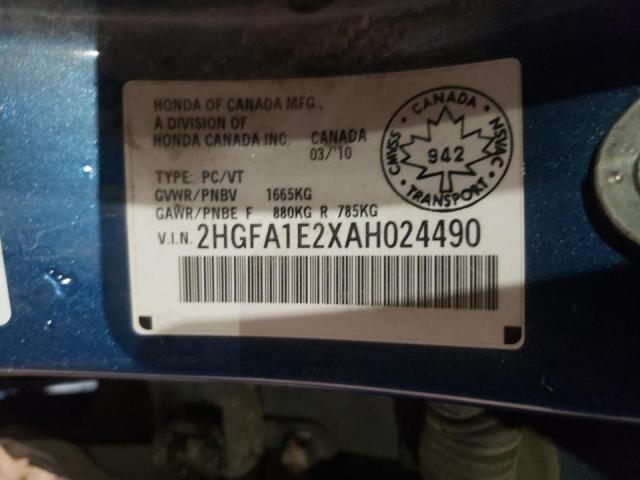 HONDA OF CANADA MFG.,
A DIVISION OF
HONDA CANADA INC. CANADA
03/'10
TYPE: PC/VT
GVWR/PNBV 1665KG
GAWR/PNBE F 880KG R 785KG
V.I.N. 2HGFA1E2XAH024490
CANADA
CMVSS
NSVAC
942
TRANSPORT